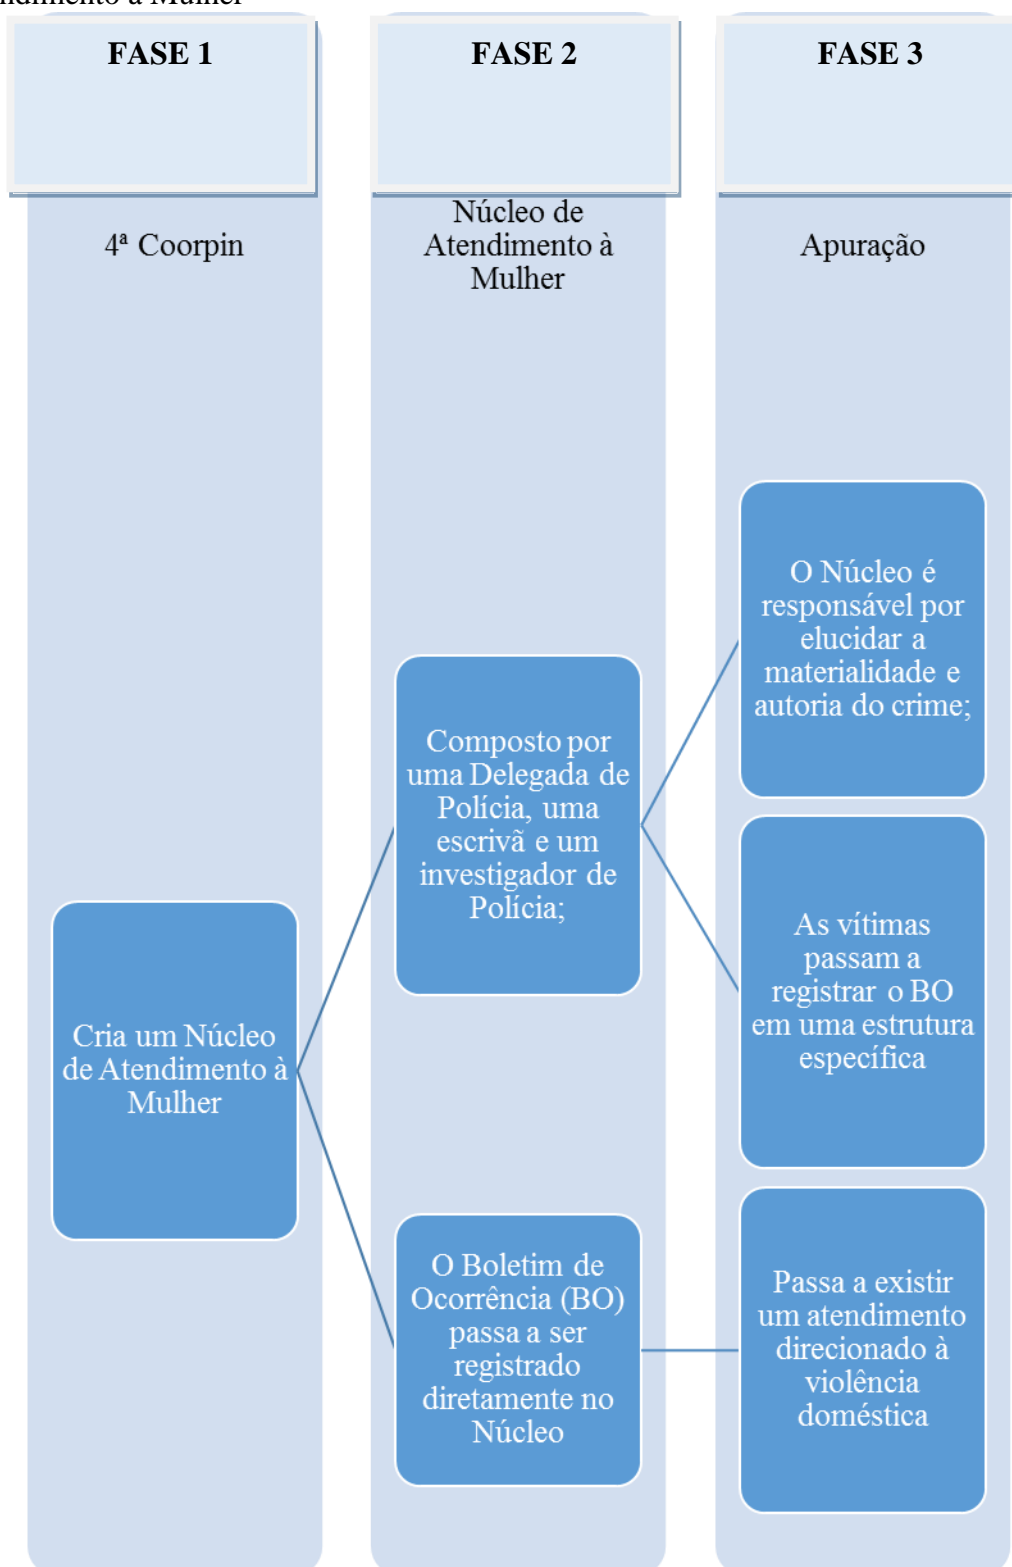 ndimento à Mulher
FASE 1
FASE 2
FASE 3
4ª Coorpin
Núcleo de
Atendimento à
Mulher
Apuração
Cria um Núcleo
de Atendimento à
Mulher
Composto por
uma Delegada de
Polícia, uma
escrivã e um
investigador de
Polícia;
O Boletim de
Ocorrência (BO)
passa a ser
registrado
diretamente no
Núcleo
O Núcleo é
responsável por
elucidar a
materialidade e
autoria do crime;
As vítimas
passam a
registrar o BO
em uma estrutura
específica
Passa a existir
um atendimento
direcionado à
violência
doméstica